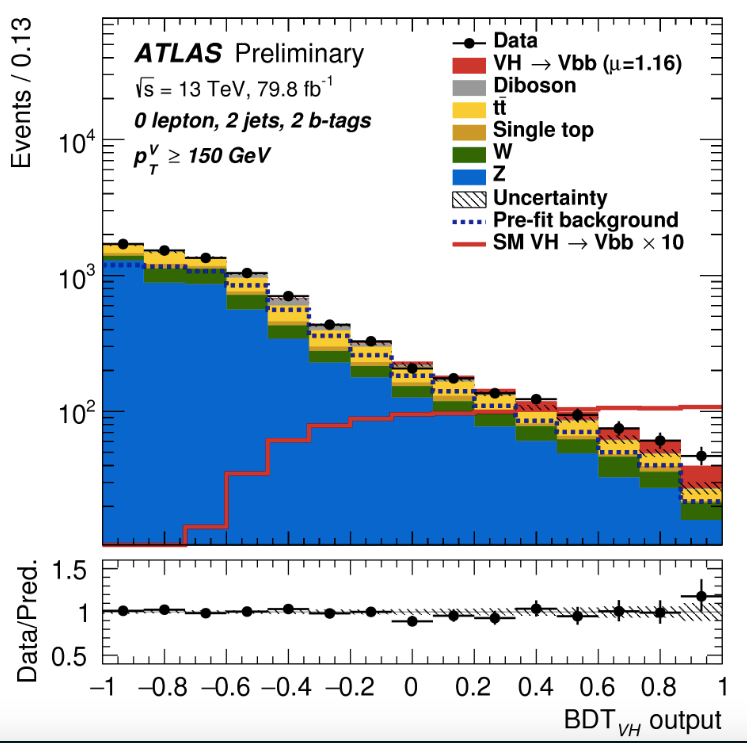 Events / 0.13
ATLAS Preliminary
√s = 13 TeV, 79.8 fb⁻¹
0 lepton, 2 jets, 2 b-tags
p_T^V ≥ 150 GeV
Data
VH → Vbb (μ=1.16)
Diboson
tt̄
Single top
W
Z
Uncertainty
Pre-fit background
SM VH → Vbb × 10
10⁴
10³
10²
Data/Pred.
1.5
1
0.5
−1 −0.8 −0.6 −0.4 −0.2 0 0.2 0.4 0.6 0.8 1
BDT_VH output